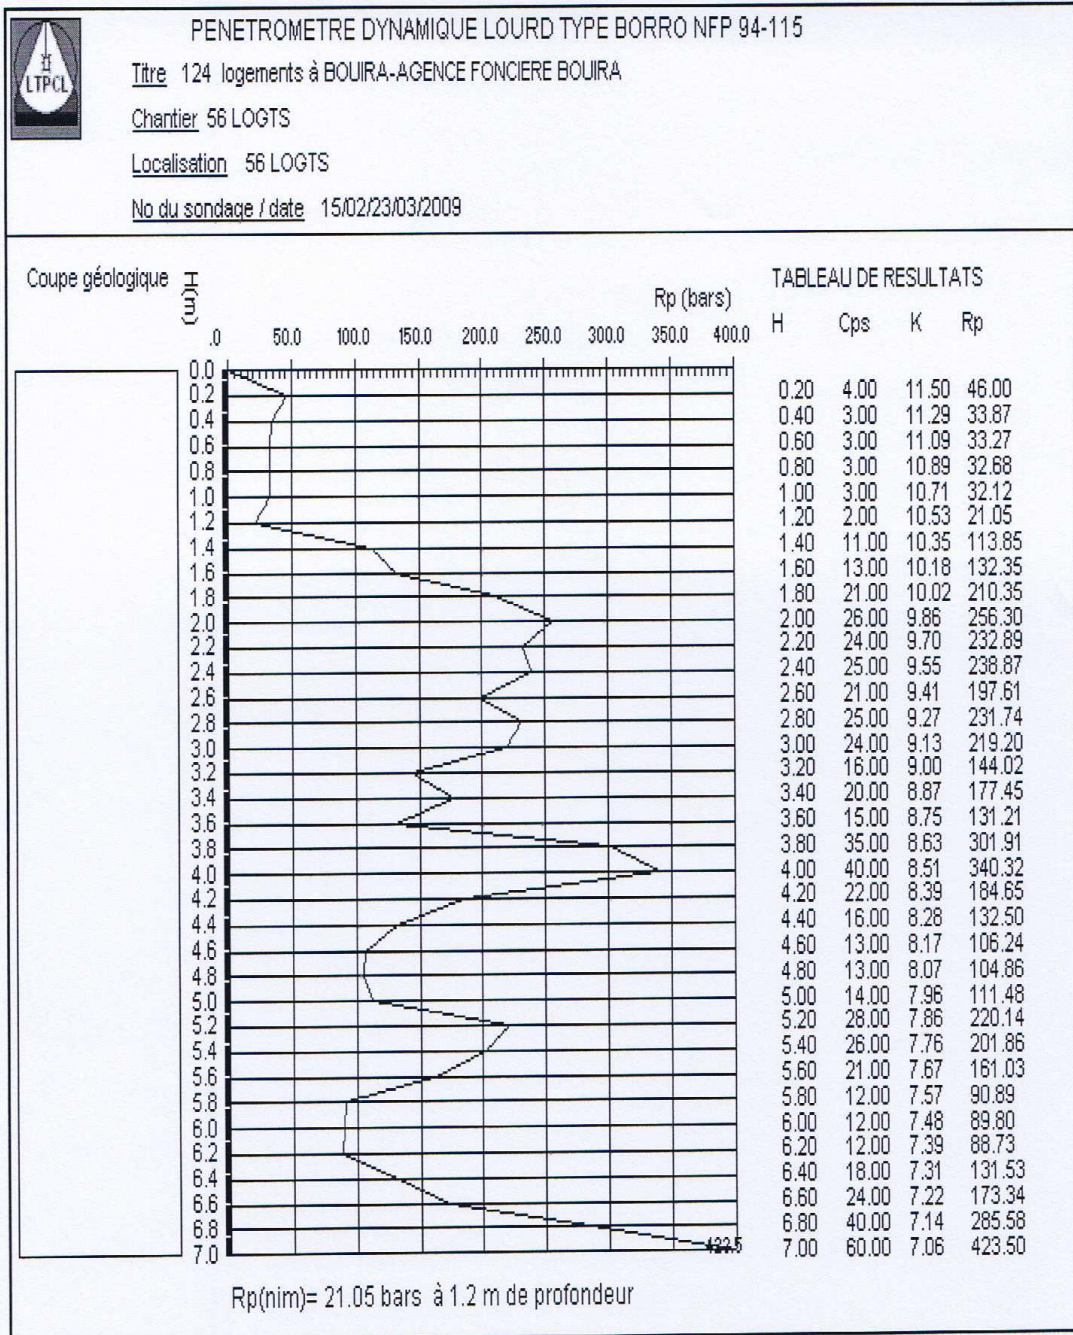 PENETROMETRE DYNAMIQUE LOURD TYPE BORRO NFP 94-115
LTPCL
Titre 124 logements à BOUIRA-AGENCE FONCIERE BOUIRA
Chantier 56 LOGTS
Localisation 56 LOGTS
No du sondage / date 15/02/23/03/2009
Coupe géologique
H(m)
Rp (bars)
.0 50.0 100.0 150.0 200.0 250.0 300.0 350.0 400.0
0.0
0.2
0.4
0.6
0.8
1.0
1.2
1.4
1.6
1.8
2.0
2.2
2.4
2.6
2.8
3.0
3.2
3.4
3.6
3.8
4.0
4.2
4.4
4.6
4.8
5.0
5.2
5.4
5.6
5.8
6.0
6.2
6.4
6.6
6.8
7.0
423.5
TABLEAU DE RESULTATS
H Cps K Rp
0.20 4.00 11.50 46.00
0.40 3.00 11.29 33.87
0.60 3.00 11.09 33.27
0.80 3.00 10.89 32.68
1.00 3.00 10.71 32.12
1.20 2.00 10.53 21.05
1.40 11.00 10.35 113.85
1.60 13.00 10.18 132.35
1.80 21.00 10.02 210.35
2.00 26.00 9.86 256.30
2.20 24.00 9.70 232.89
2.40 25.00 9.55 238.87
2.60 21.00 9.41 197.61
2.80 25.00 9.27 231.74
3.00 24.00 9.13 219.20
3.20 16.00 9.00 144.02
3.40 20.00 8.87 177.45
3.60 15.00 8.75 131.21
3.80 35.00 8.63 301.91
4.00 40.00 8.51 340.32
4.20 22.00 8.39 184.65
4.40 16.00 8.28 132.50
4.60 13.00 8.17 106.24
4.80 13.00 8.07 104.86
5.00 14.00 7.96 111.48
5.20 28.00 7.86 220.14
5.40 26.00 7.76 201.86
5.60 21.00 7.67 161.03
5.80 12.00 7.57 90.89
6.00 12.00 7.48 89.80
6.20 12.00 7.39 88.73
6.40 18.00 7.31 131.53
6.60 24.00 7.22 173.34
6.80 40.00 7.14 285.58
7.00 60.00 7.06 423.50
Rp(nim)= 21.05 bars à 1.2 m de profondeur